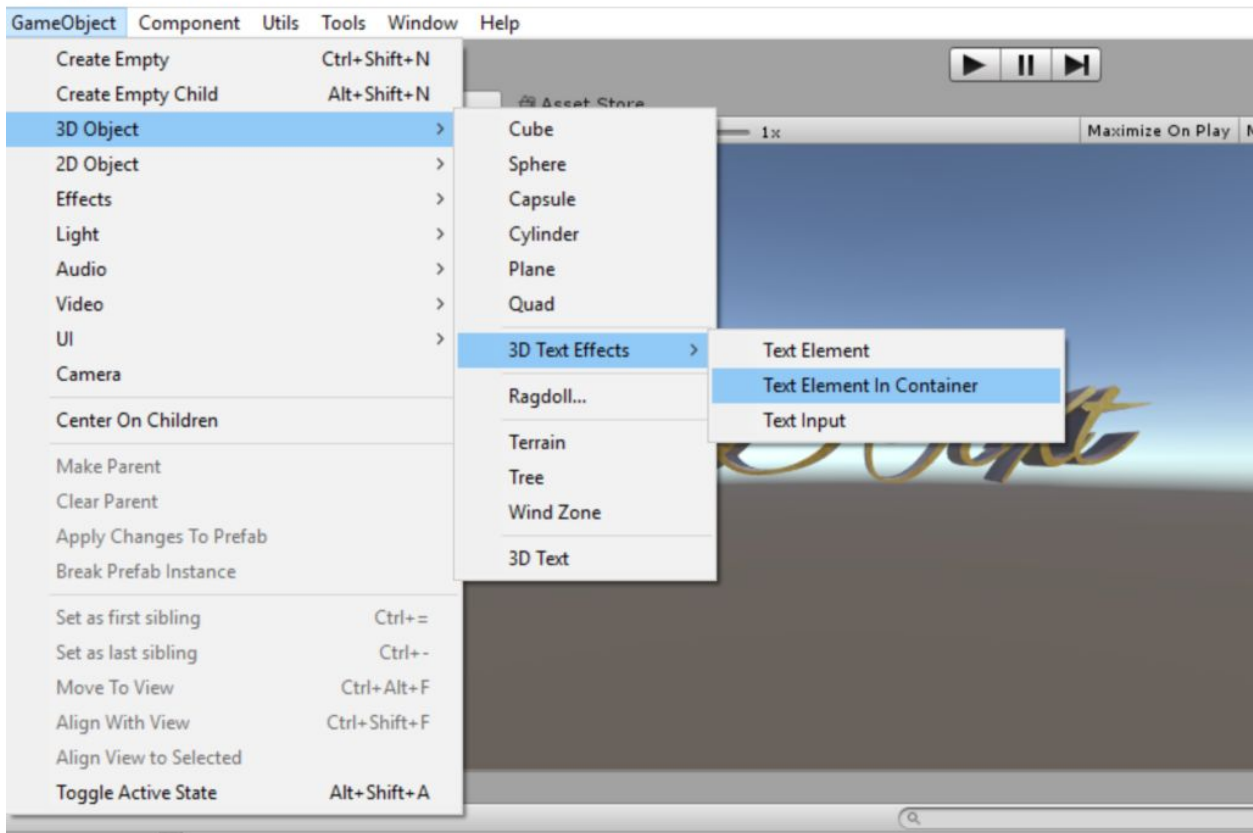 GameObject Component Utils Tools Window Help
Create Empty Ctrl+Shift+N
Create Empty Child Alt+Shift+N
3D Object >
2D Object >
Effects >
Light >
Audio >
Video >
UI >
Camera
Center On Children
Make Parent
Clear Parent
Apply Changes To Prefab
Break Prefab Instance
Set as first sibling Ctrl+=
Set as last sibling Ctrl+-
Move To View Ctrl+Alt+F
Align With View Ctrl+Shift+F
Align View to Selected
Toggle Active State Alt+Shift+A
Asset Store
1x Maximize On Play
Cube
Sphere
Capsule
Cylinder
Plane
Quad
3D Text Effects >
Ragdoll...
Terrain
Tree
Wind Zone
3D Text
Text Element
Text Element In Container
Text Input